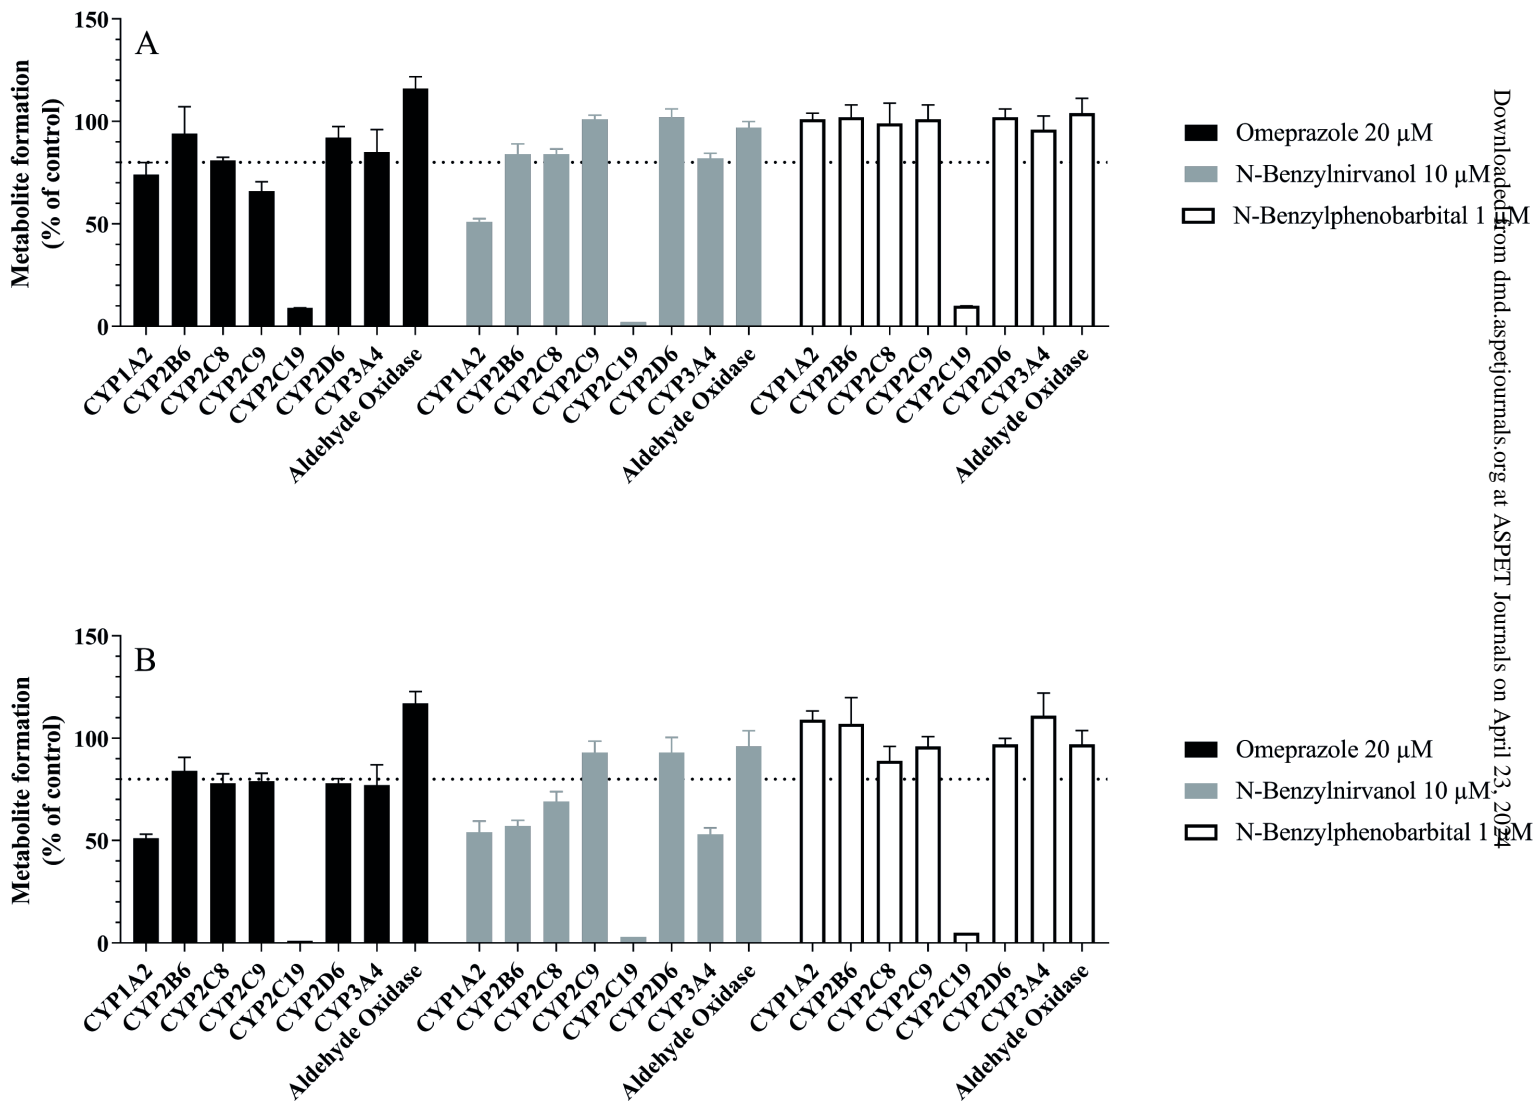 150
A
100
50
0
Metabolite formation
(% of control)
CYP1A2
CYP2B6
CYP2C8
CYP2C9
CYP2C19
CYP2D6
CYP3A4
Aldehyde Oxidase
CYP1A2
CYP2B6
CYP2C8
CYP2C9
CYP2C19
CYP2D6
CYP3A4
Aldehyde Oxidase
CYP1A2
CYP2B6
CYP2C8
CYP2C9
CYP2C19
CYP2D6
CYP3A4
Aldehyde Oxidase
Omeprazole 20 µM
N-Benzylnirvanol 10 µM
N-Benzylphenobarbital 1 µM
150
B
100
50
0
Metabolite formation
(% of control)
CYP1A2
CYP2B6
CYP2C8
CYP2C9
CYP2C19
CYP2D6
CYP3A4
Aldehyde Oxidase
CYP1A2
CYP2B6
CYP2C8
CYP2C9
CYP2C19
CYP2D6
CYP3A4
Aldehyde Oxidase
CYP1A2
CYP2B6
CYP2C8
CYP2C9
CYP2C19
CYP2D6
CYP3A4
Aldehyde Oxidase
Omeprazole 20 µM
N-Benzylnirvanol 10 µM
N-Benzylphenobarbital 1 µM
Downloaded from dmd.aspetjournals.org at ASPET Journals on April 23, 2024